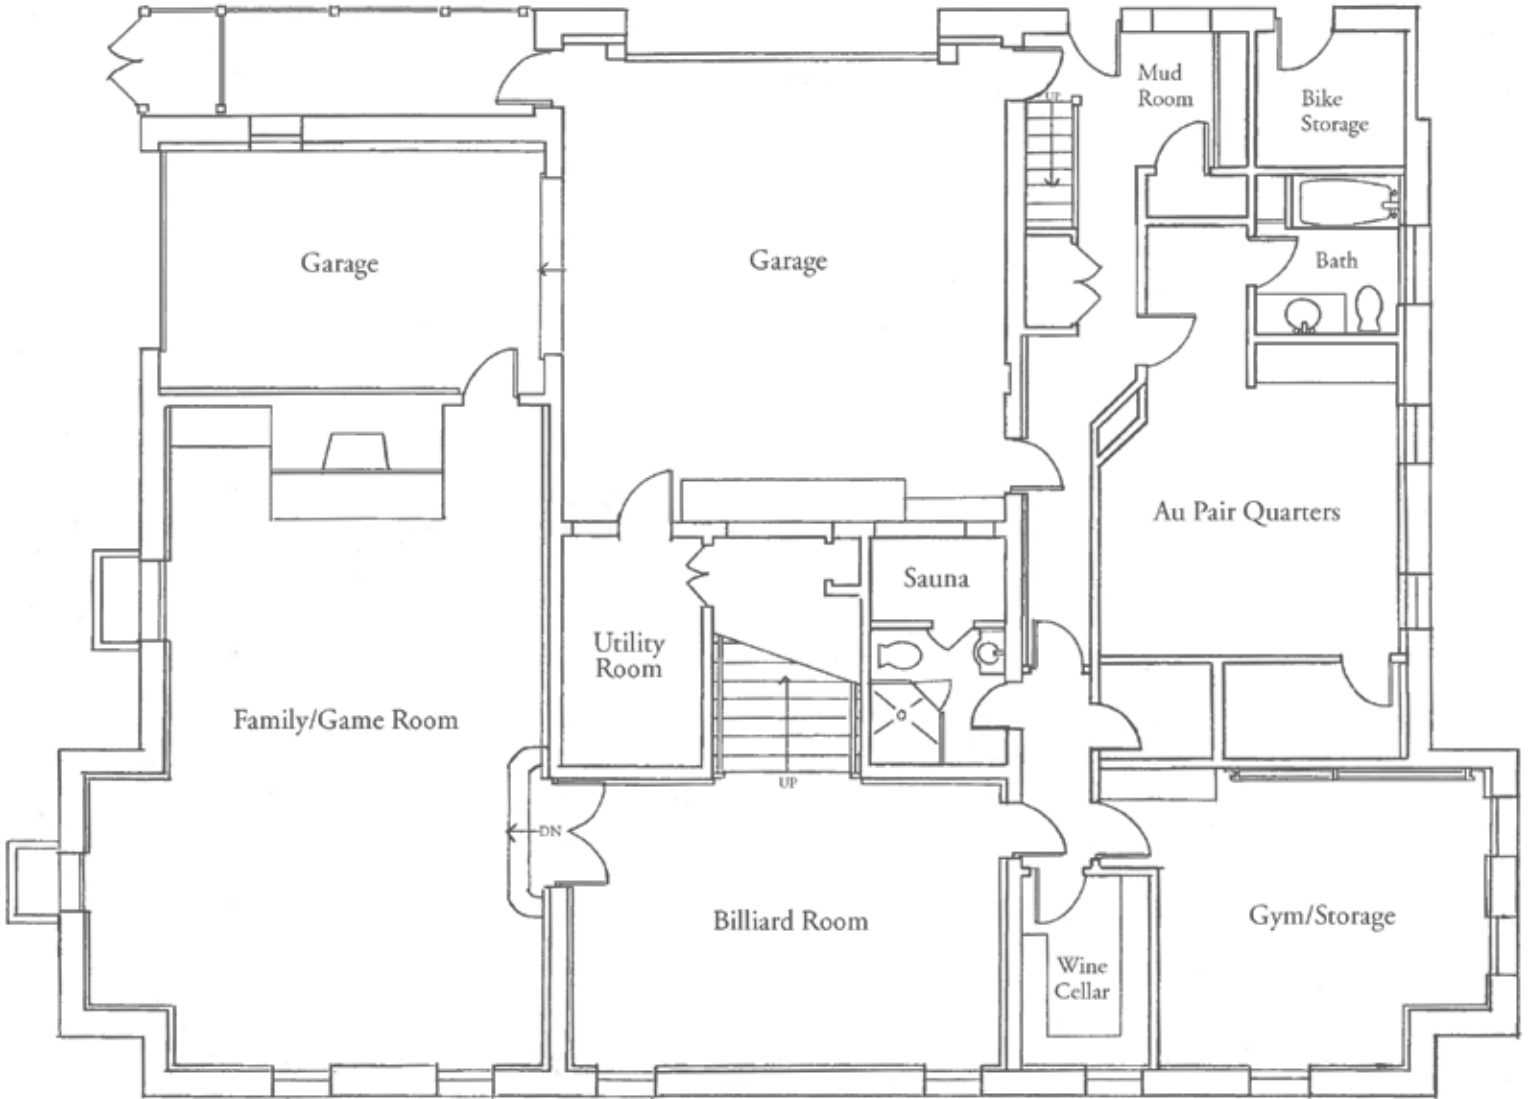 Mud
Room
Bike
Storage
UP
Garage
Garage
Bath
Au Pair Quarters
Sauna
Utility
Room
Family/Game Room
UP
DN
Billiard Room
Gym/Storage
Wine
Cellar